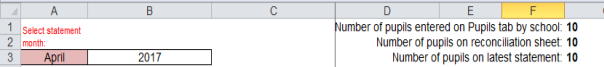 A B C D E F
1 Select statement Number of pupils entered on Pupils tab by school: 10
2 month: Number of pupils on reconciliation sheet: 10
3 April 2017 Number of pupils on latest statement: 10